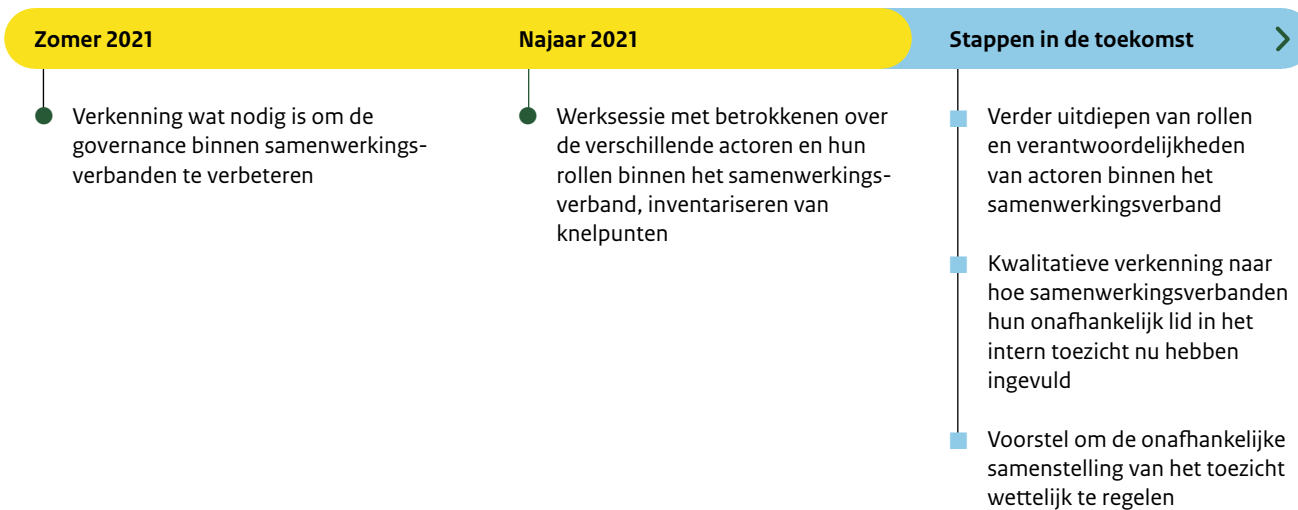 Zomer 2021
Verkenning wat nodig is om de
governance binnen samenwerkings-
verbanden te verbeteren
Najaar 2021
Werksessie met betrokkenen over
de verschillende actoren en hun
rollen binnen het samenwerkings-
verband, inventariseren van
knelpunten
Stappen in de toekomst
Verder uitdiepen van rollen
en verantwoordelijkheden
van actoren binnen het
samenwerkingsverband
Kwalitatieve verkenning naar
hoe samenwerkingsverbanden
hun onafhankelijk lid in het
intern toezicht nu hebben
ingevuld
Voorstel om de onafhankelijke
samenstelling van het toezicht
wettelijk te regelen